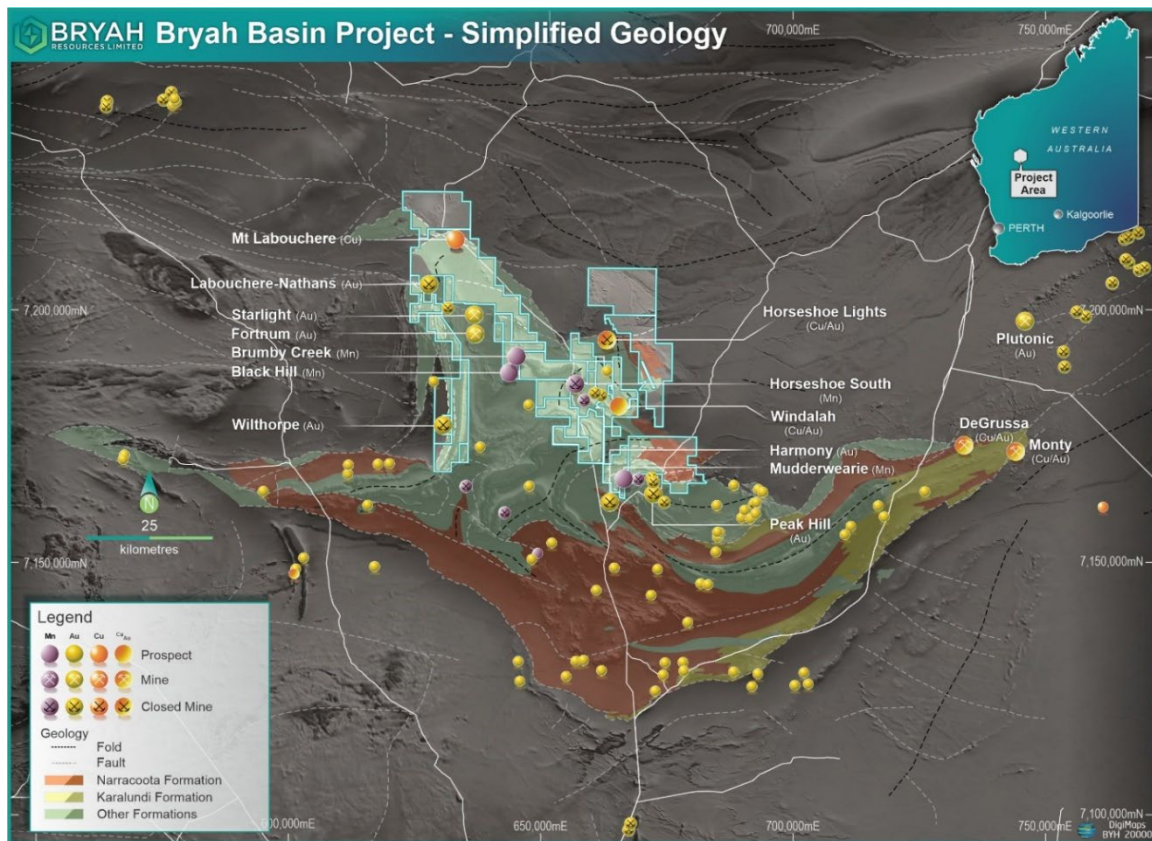 BRYAH
RESOURCES LIMITED
Bryah Basin Project - Simplified Geology
700,000mE
750,000mE
WESTERN
AUSTRALIA
Project
Area
Kalgoorlie
PERTH
Mt Labouchere (Cu)
Labouchere-Nathans (Au)
Starlight (Au)
Fortnum (Au)
Brumby Creek (Mn)
Black Hill (Mn)
Wilthorpe (Au)
7,200,000mN
7,200,000mN
Horseshoe Lights
(Cu/Au)
Plutonic
(Au)
Horseshoe South
(Mn)
Windalah
(Cu/Au)
Harmony (Au)
Mudderwearie (Mn)
DeGrussa
(Cu/Au)
Monty
(Cu/Au)
Peak Hill
(Au)
N
25
kilometres
7,150,000mN
7,150,000mN
Legend
Mn Au Cu Cu Au
Prospect
Mine
Closed Mine
Geology
Fold
Fault
Narracoota Formation
Karalundi Formation
Other Formations
600,000mE
650,000mE
700,000mE
750,000mE
7,100,000mN
DigiMaps
BYH 20000